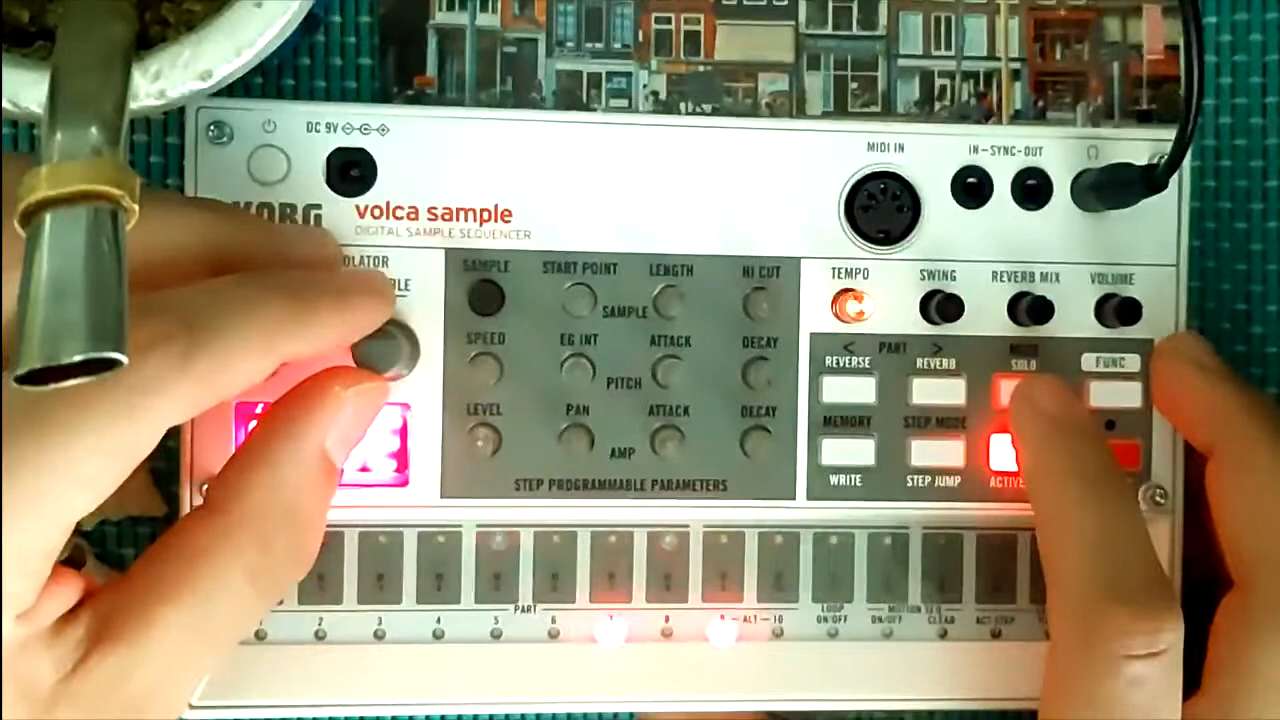 DC 9V
MIDI IN
IN-SYNC-OUT
KORG
volca sample
DIGITAL SAMPLE SEQUENCER
SAMPLE
START POINT
LENGTH
HI CUT
TEMPO
SWING
REVERB MIX
VOLUME
SAMPLE
SPEED
EG INT
ATTACK
DECAY
PITCH
< PART >
REVERSE
REVERB
SOLO
FUNC
LEVEL
PAN
ATTACK
DECAY
AMP
MEMORY
STEP MODE
WRITE
STEP JUMP
ACTIVE
STEP PROGRAMMABLE PARAMETERS
PART
1 2 3 4 5 6 7 8 9 - ALT - 10
LOOP
ON/OFF
MOTION SEQ
ON/OFF
CLEAR
ACT STEP